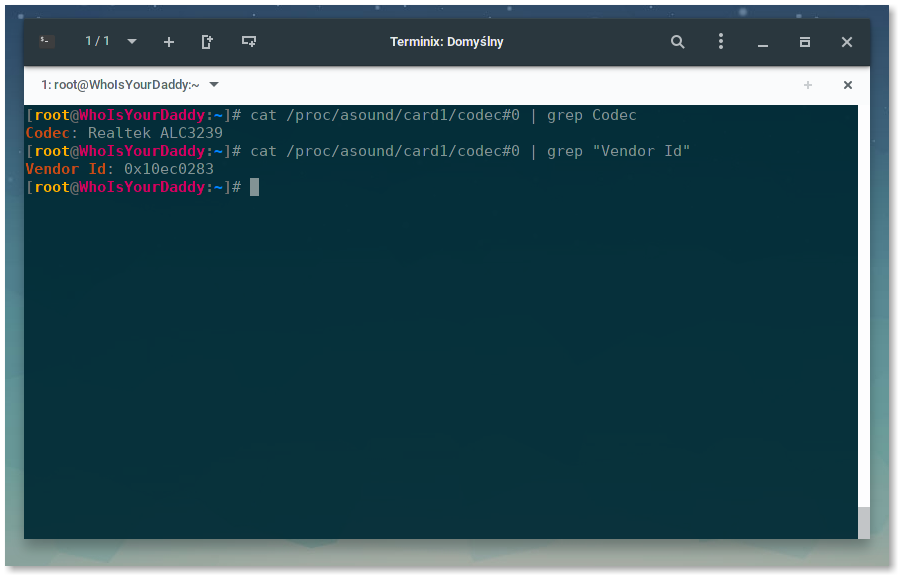 1 / 1
Terminix: Domyślny
1: root@WhoIsYourDaddy:~
[root@WhoIsYourDaddy:~]# cat /proc/asound/card1/codec#0 | grep Codec
Codec: Realtek ALC3239
[root@WhoIsYourDaddy:~]# cat /proc/asound/card1/codec#0 | grep "Vendor Id"
Vendor Id: 0x10ec0283
[root@WhoIsYourDaddy:~]#